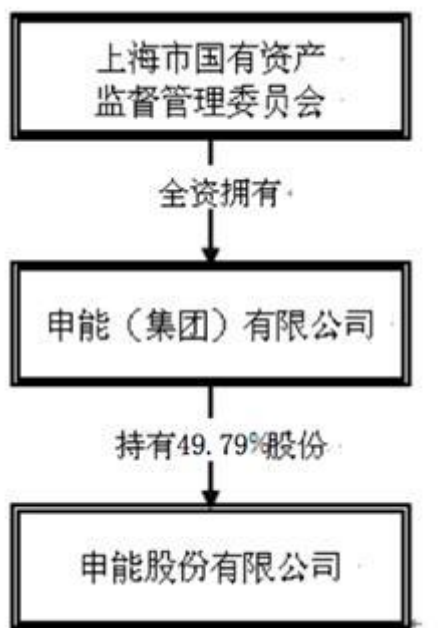 上海市国有资产
监督管理委员会
全资拥有
申能（集团）有限公司
持有49.79%股份
申能股份有限公司